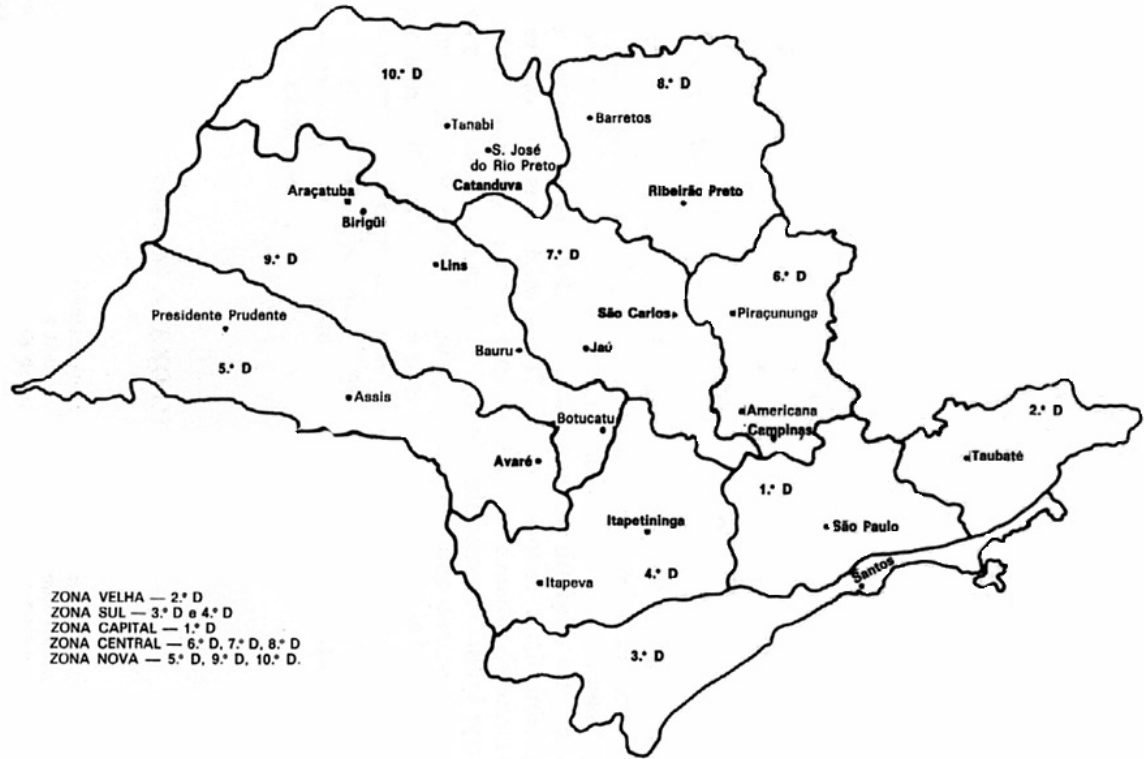 10.º D
8.º D
Tanabi
Barretos
S. José
do Rio Preto
Catanduva
Araçatuba
Birigüi
Ribeirão Preto
9.º D
Lins
7.º D
6.º D
Presidente Prudente
São Carlos
Piraçununga
Bauru
Jaú
5.º D
Assis
Botucatu
Americana
Campinas
2.º D
Taubaté
Avaré
1.º D
Itapetininga
São Paulo
Itapeva
4.º D
Santos
3.º D
ZONA VELHA — 2.º D
ZONA SUL — 3.º D e 4.º D
ZONA CAPITAL — 1.º D
ZONA CENTRAL — 6.º D, 7.º D, 8.º D
ZONA NOVA — 5.º D, 9.º D, 10.º D.